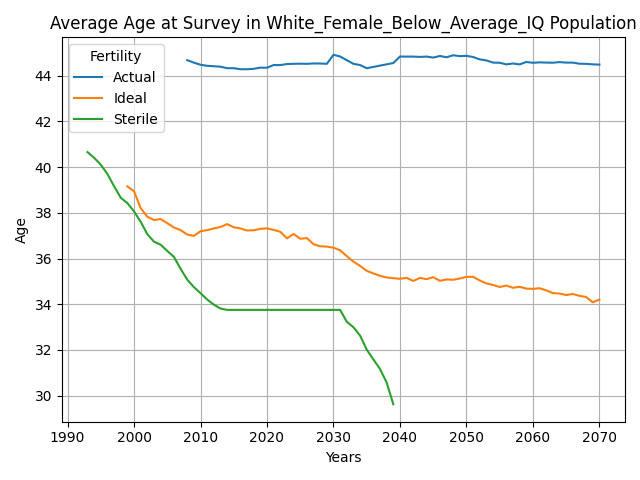 Average Age at Survey in White_Female_Below_Average_IQ Population
Fertility
Actual
Ideal
Sterile
Age
44
42
40
38
36
34
32
30
1990
2000
2010
2020
2030
2040
2050
2060
2070
Years